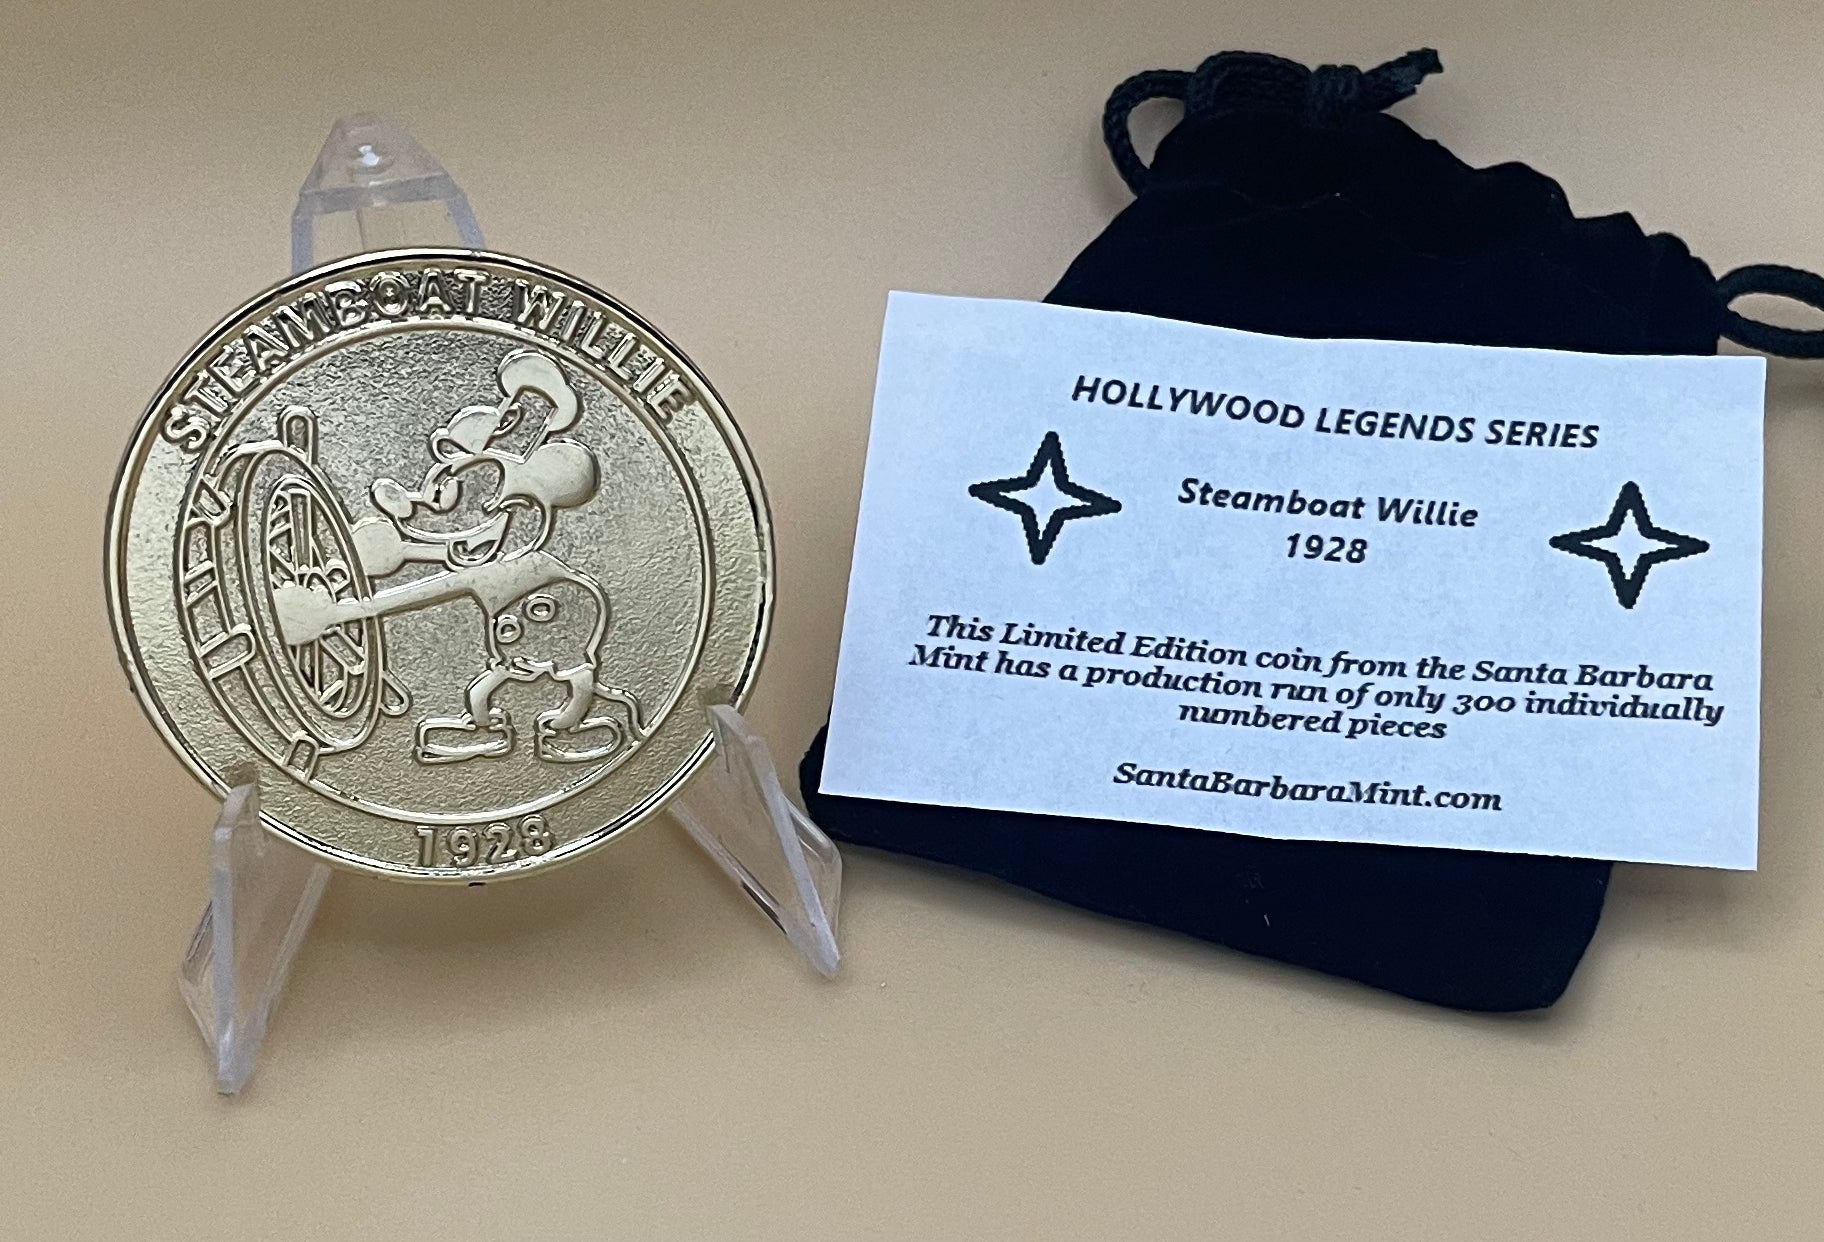 STEAMBOAT WILLIE
1928
HOLLYWOOD LEGENDS SERIES
Steamboat Willie
1928
This Limited Edition coin from the Santa Barbara
Mint has a production run of only 300 individually
numbered pieces
SantaBarbaraMint.com